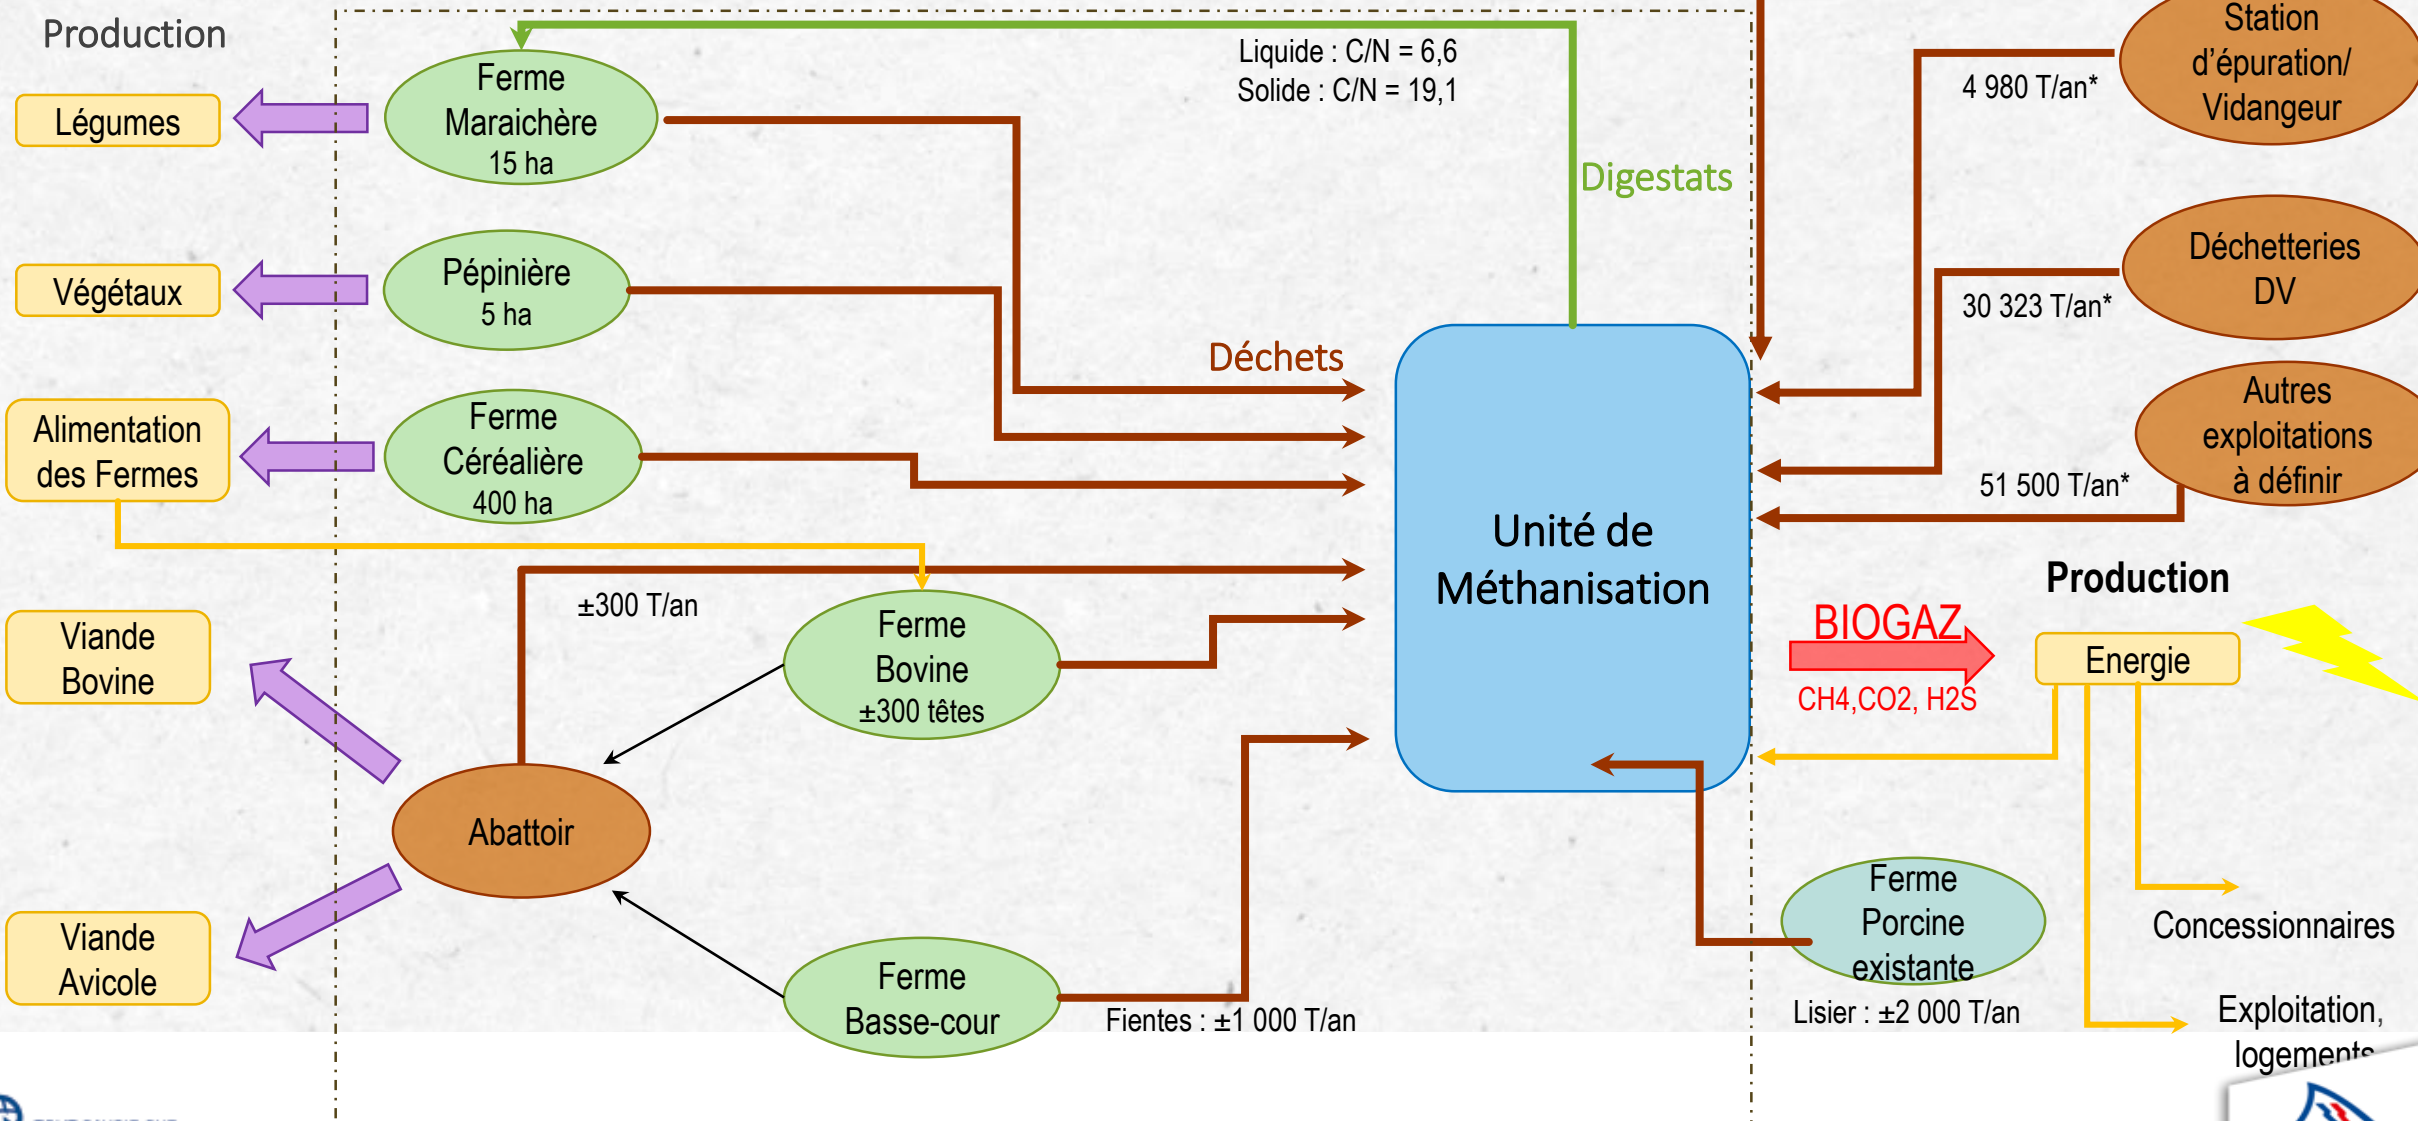 Production
Légumes
Végétaux
Alimentation
des Fermes
Viande
Bovine
Viande
Avicole
Ferme
Maraichère
15 ha
Pépinière
5 ha
Ferme
Céréalière
400 ha
±300 T/an
Abattoir
Ferme
Bovine
±300 têtes
Ferme
Basse-cour
Fientes : ±1 000 T/an
Liquide : C/N = 6,6
Solide : C/N = 19,1
Digestats
Déchets
Unité de
Méthanisation
Station
d'épuration/
Vidangeur
4 980 T/an*
Déchetteries
DV
30 323 T/an*
Autres
exploitations
à définir
51 500 T/an*
Production
BIOGAZ
CH4,CO2, H2S
Energie
Ferme
Porcine
existante
Lisier : ±2 000 T/an
Concessionnaires
Exploitation,
logements